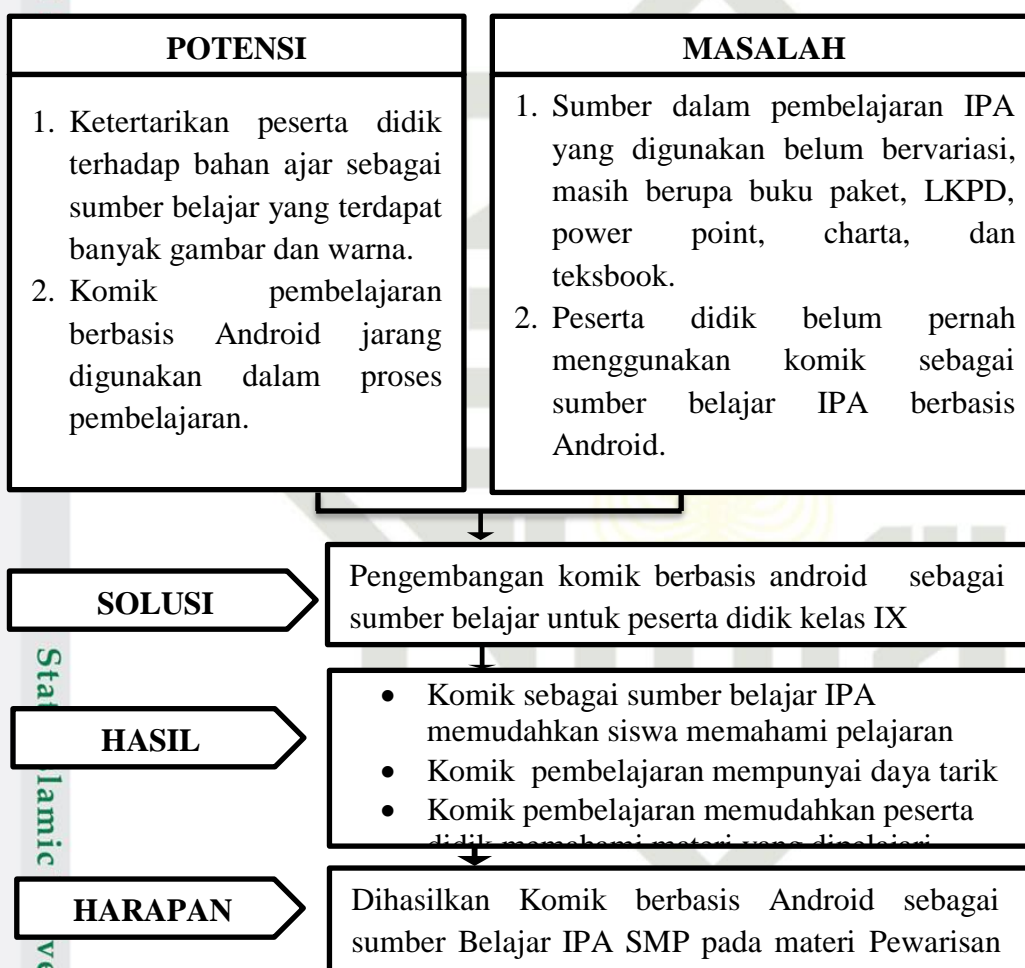 POTENSI
1. Ketertarikan peserta didik
terhadap bahan ajar sebagai
sumber belajar yang terdapat
banyak gambar dan warna.
2. Komik pembelajaran
berbasis Android jarang
digunakan dalam proses
pembelajaran.
MASALAH
1. Sumber dalam pembelajaran IPA
yang digunakan belum bervariasi,
masih berupa buku paket, LKPD,
power point, charta, dan
teksbook.
2. Peserta didik belum pernah
menggunakan komik sebagai
sumber belajar IPA berbasis
Android.
SOLUSI
Pengembangan komik berbasis android sebagai
sumber belajar untuk peserta didik kelas IX
HASIL
• Komik sebagai sumber belajar IPA
memudahkan siswa memahami pelajaran
• Komik pembelajaran mempunyai daya tarik
• Komik pembelajaran memudahkan peserta
didik memahami materi yang dipelajari
HARAPAN
Dihasilkan Komik berbasis Android sebagai
sumber Belajar IPA SMP pada materi Pewarisan